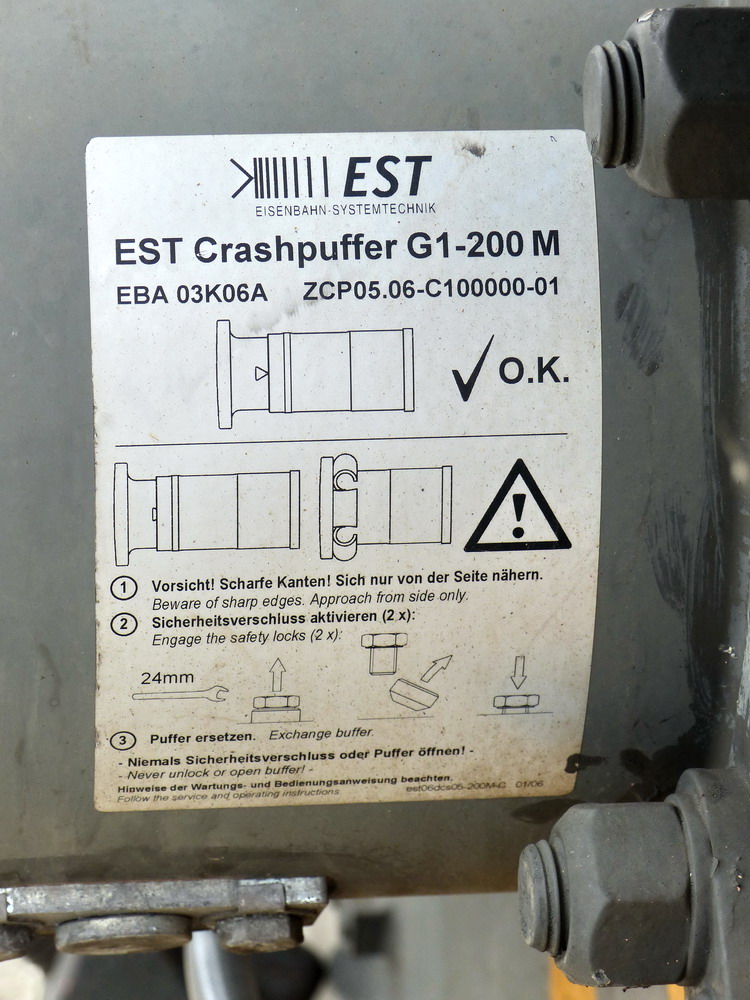 EST
EISENBAHN-SYSTEMTECHNIK
EST Crashpuffer G1-200 M
EBA 03K06A ZCP05.06-C100000-01
O.K.
!
1 Vorsicht! Scharfe Kanten! Sich nur von der Seite nähern.
Beware of sharp edges. Approach from side only.
2 Sicherheitsverschluss aktivieren (2 x):
Engage the safety locks (2 x):
24mm
3 Puffer ersetzen. Exchange buffer.
- Niemals Sicherheitsverschluss oder Puffer öffnen! -
- Never unlock or open buffer! -
Hinweise der Wartungs- und Bedienungsanweisung beachten.
Follow the service and operating instructions. est06dcs05-200M-C 01/06